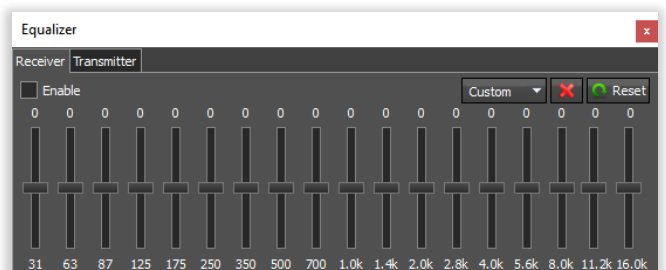 Equalizer x
Receiver Transmitter
Enable Custom Reset
0 0 0 0 0 0 0 0 0 0 0 0 0 0 0 0 0 0
31 63 87 125 175 250 350 500 700 1.0k 1.4k 2.0k 2.8k 4.0k 5.6k 8.0k 11.2k 16.0k